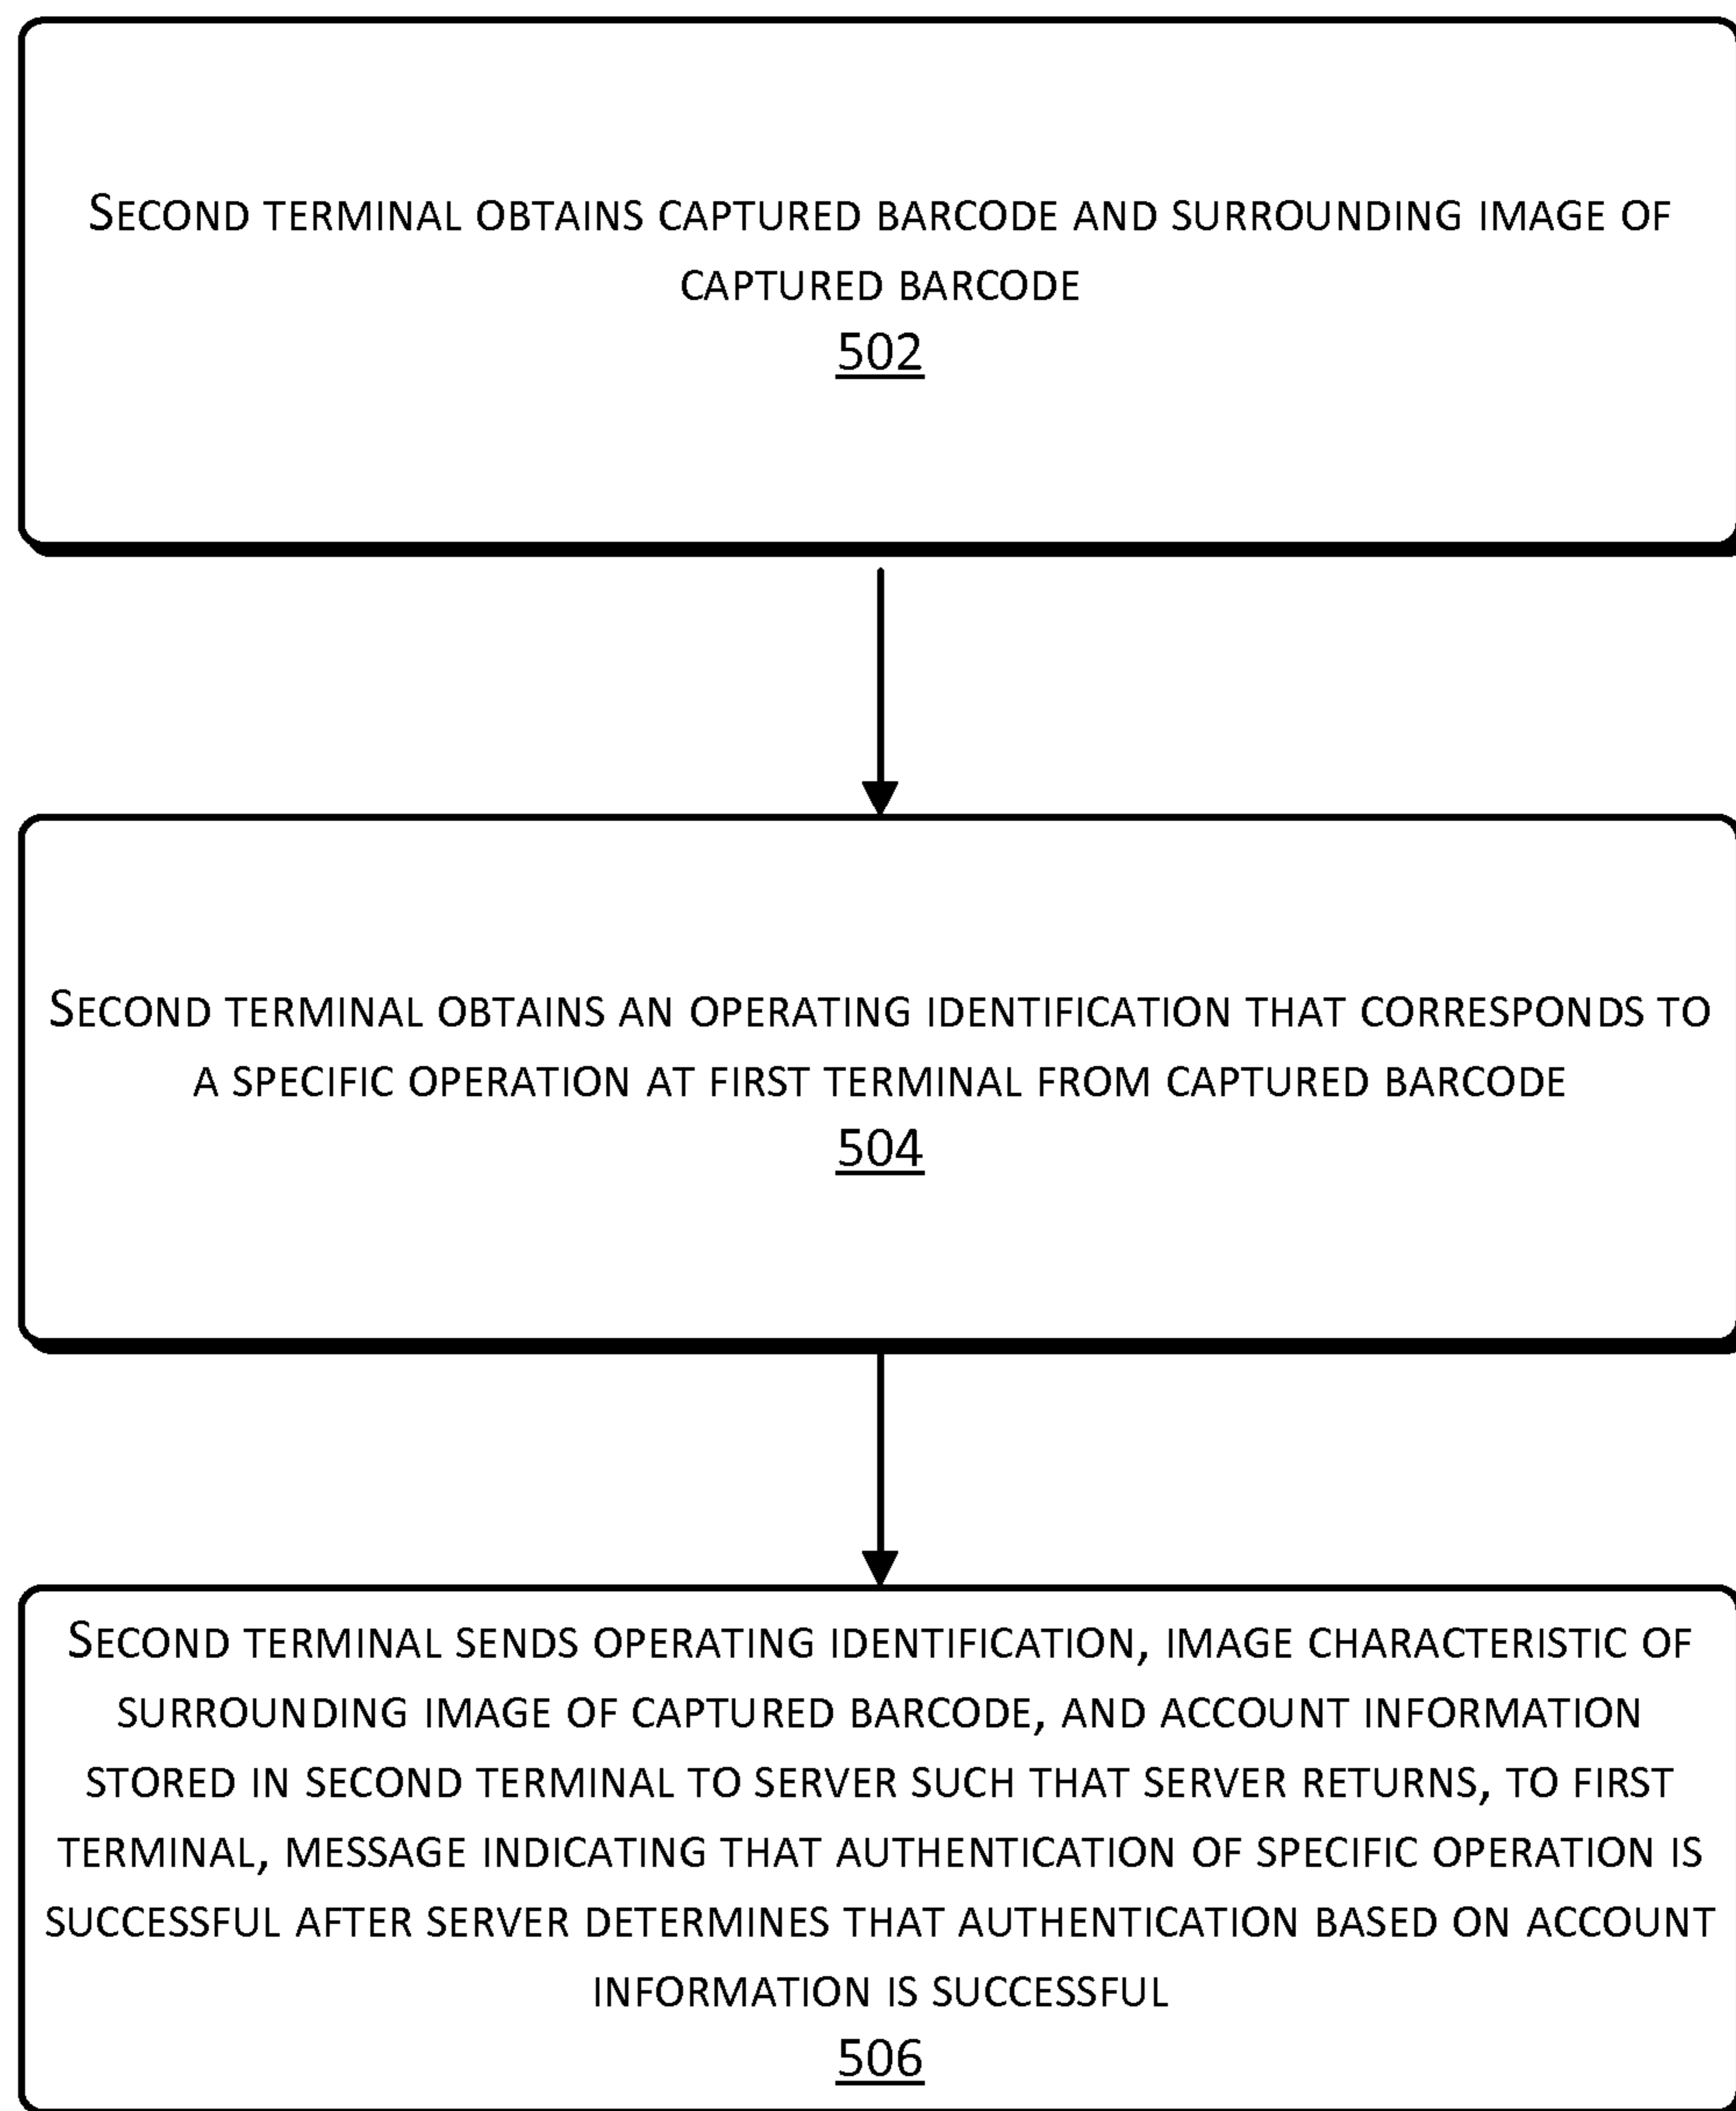 Second terminal obtains captured barcode and surrounding image of
captured barcode
502
Second terminal obtains an operating identification that corresponds to
a specific operation at first terminal from captured barcode
504
Second terminal sends operating identification, image characteristic of
surrounding image of captured barcode, and account information
stored in second terminal to server such that server returns, to first
terminal, message indicating that authentication of specific operation is
successful after server determines that authentication based on account
information is successful
506